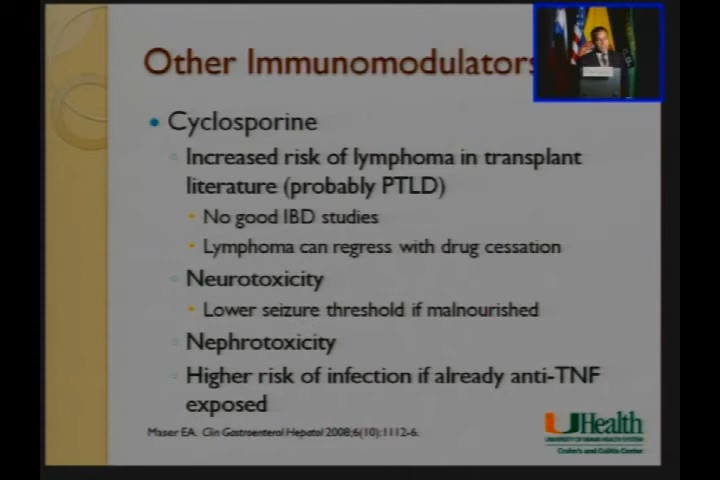 Other Immunomodulators
Cyclosporine
Increased risk of lymphoma in transplant
literature (probably PTLD)
No good IBD studies
Lymphoma can regress with drug cessation
Neurotoxicity
Lower seizure threshold if malnourished
Nephrotoxicity
Higher risk of infection if already anti-TNF
exposed
Maser EA. Clin Gastroenterol Hepatol 2008;6(10):1112-6.
UHealth
UNIVERSITY OF MIAMI HEALTH SYSTEM
Crohn's and Colitis Center